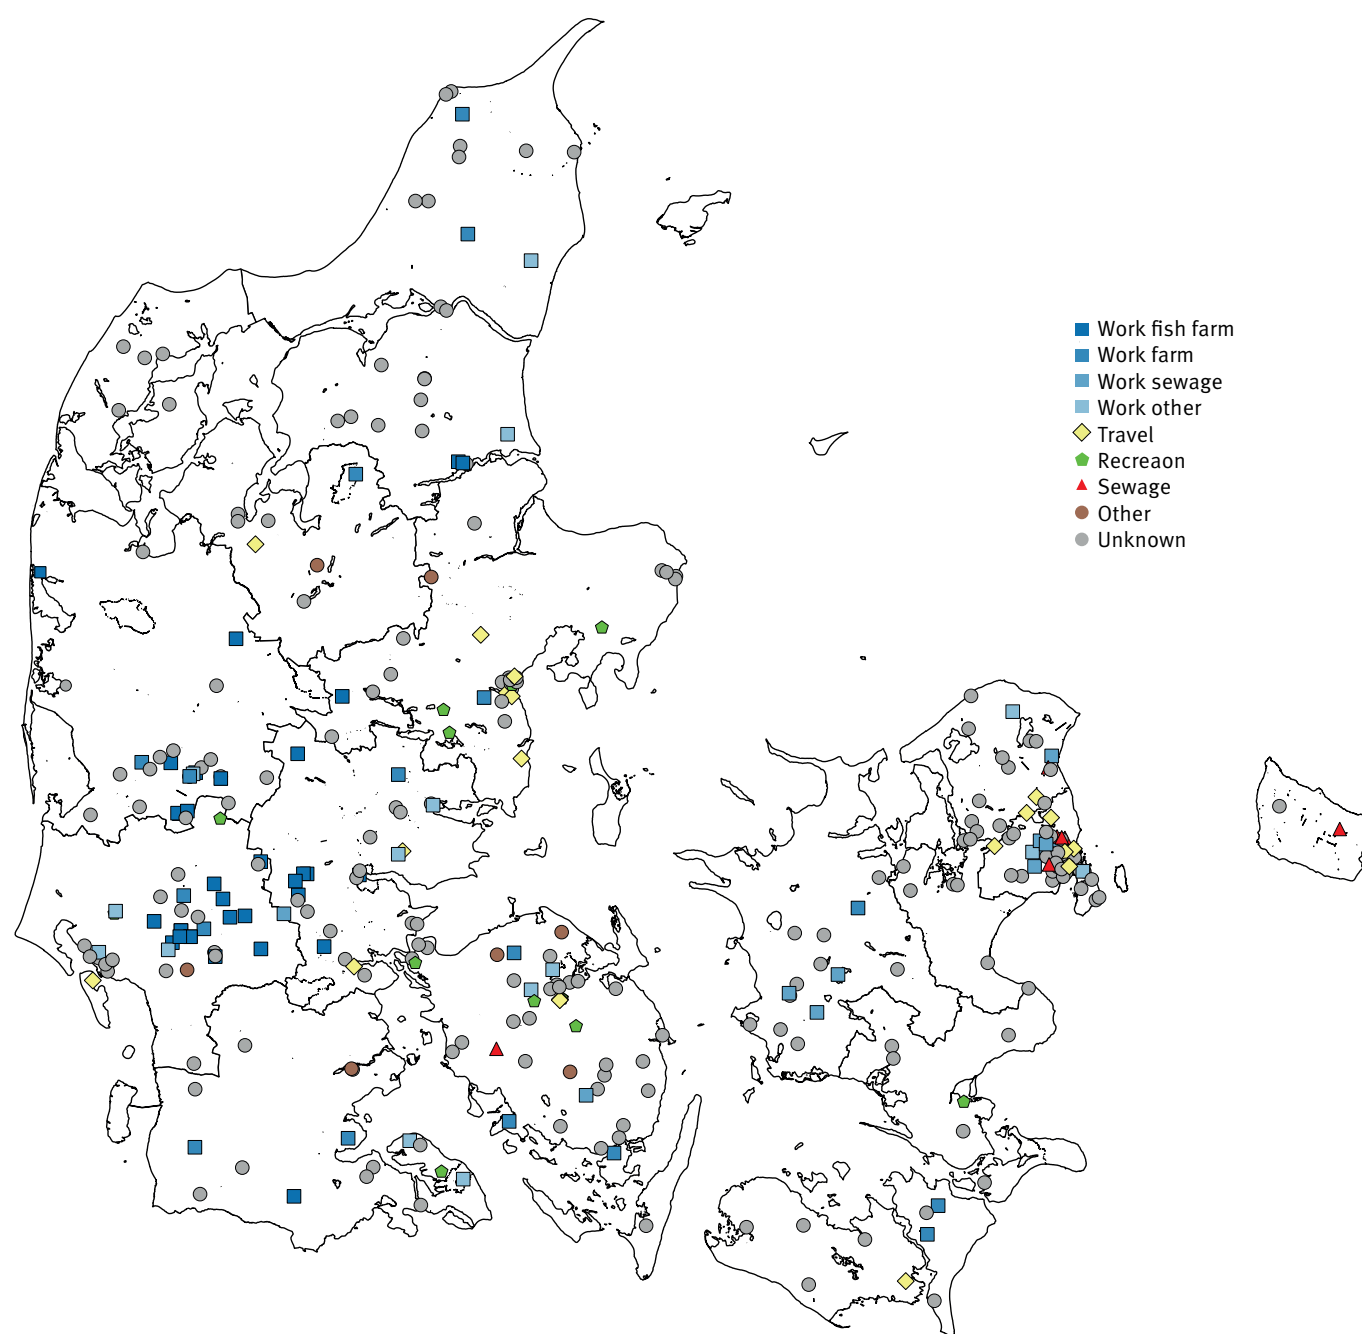 Work fish farm
Work farm
Work sewage
Work other
Travel
Recreaon
Sewage
Other
Unknown